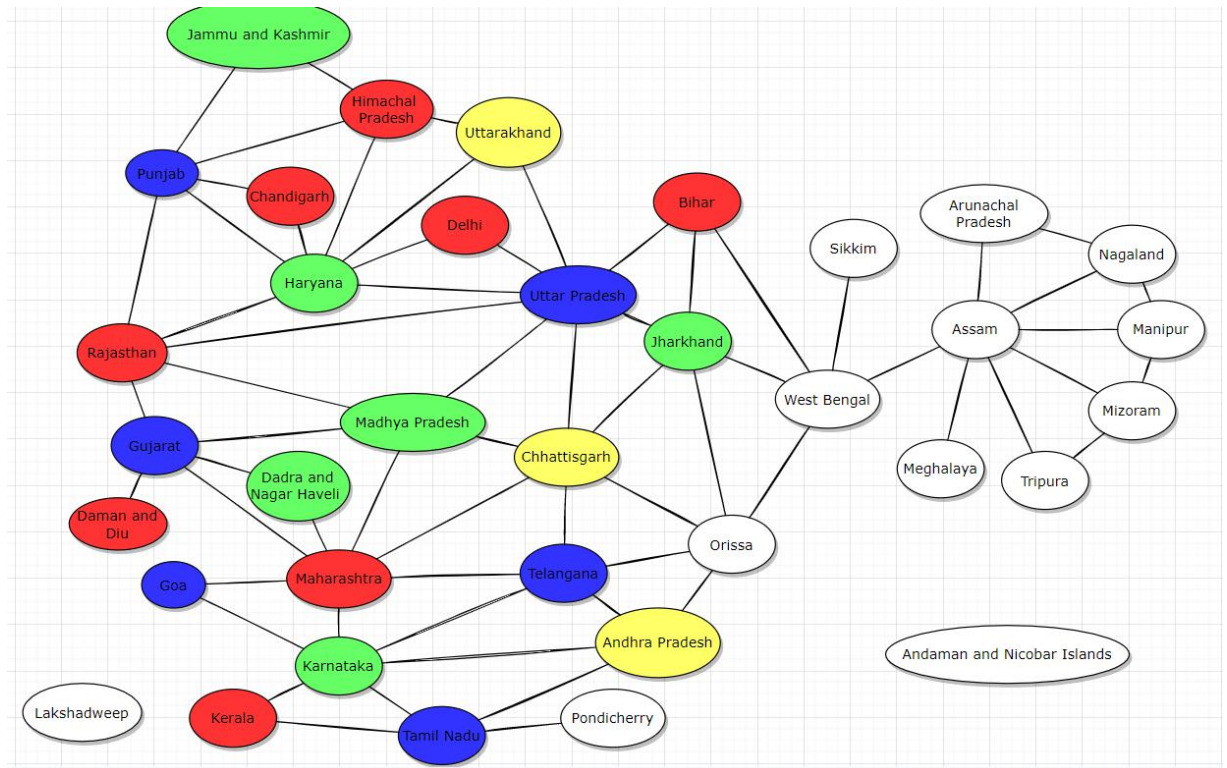 Jammu and Kashmir
Himachal
Pradesh
Uttarakhand
Punjab
Chandigarh
Delhi
Bihar
Arunachal
Pradesh
Sikkim
Nagaland
Haryana
Uttar Pradesh
Rajasthan
Jharkhand
Assam
Manipur
West Bengal
Mizoram
Madhya Pradesh
Gujarat
Chhattisgarh
Dadra and
Nagar Haveli
Meghalaya
Tripura
Daman and
Diu
Orissa
Goa
Maharashtra
Telangana
Andhra Pradesh
Andaman and Nicobar Islands
Karnataka
Lakshadweep
Kerala
Tamil Nadu
Pondicherry